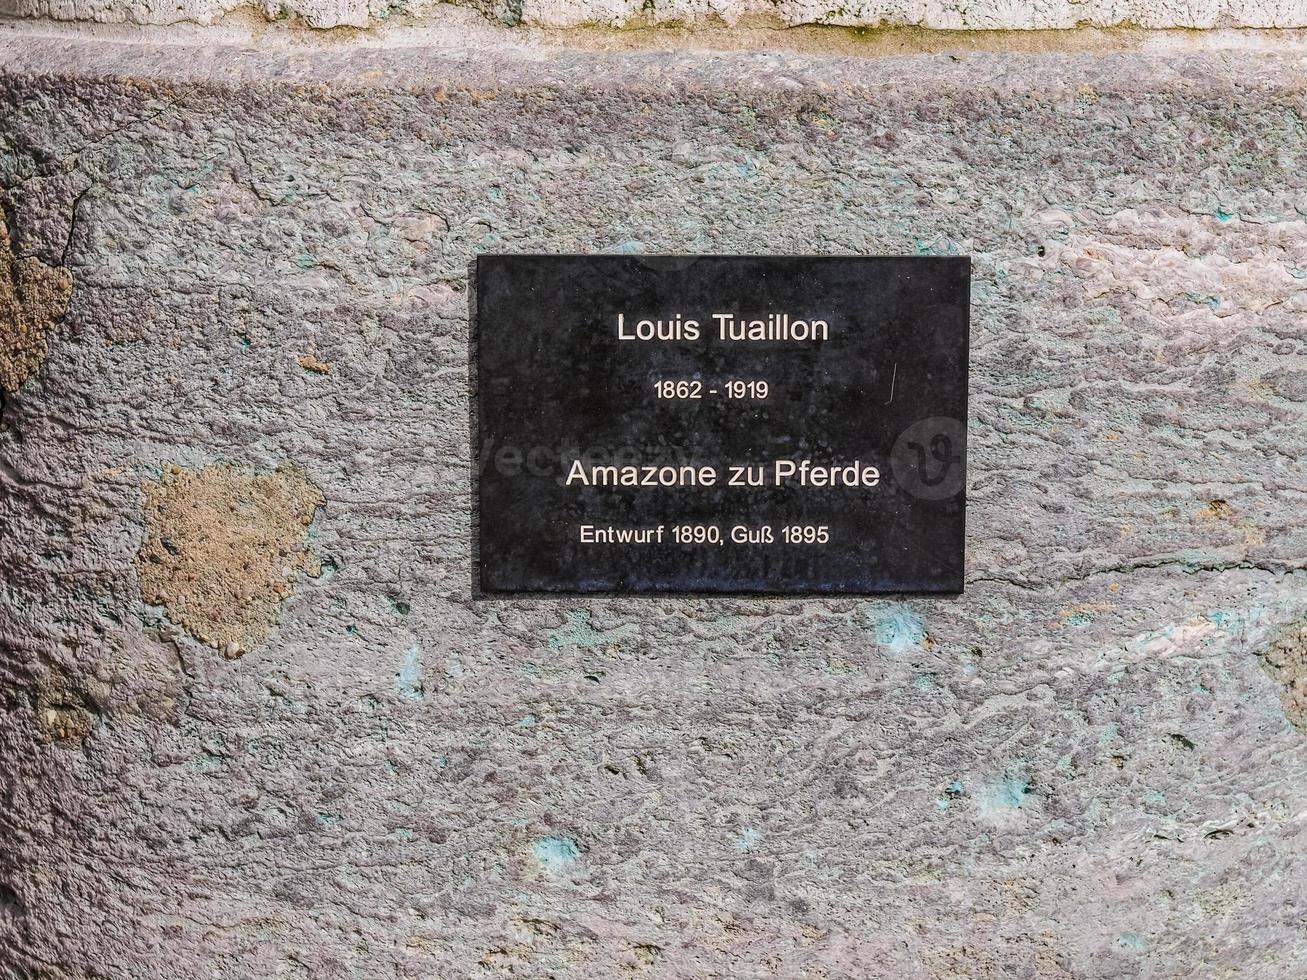 Louis Tuaillon
1862 - 1919
Amazone zu Pferde
Entwurf 1890, Guß 1895